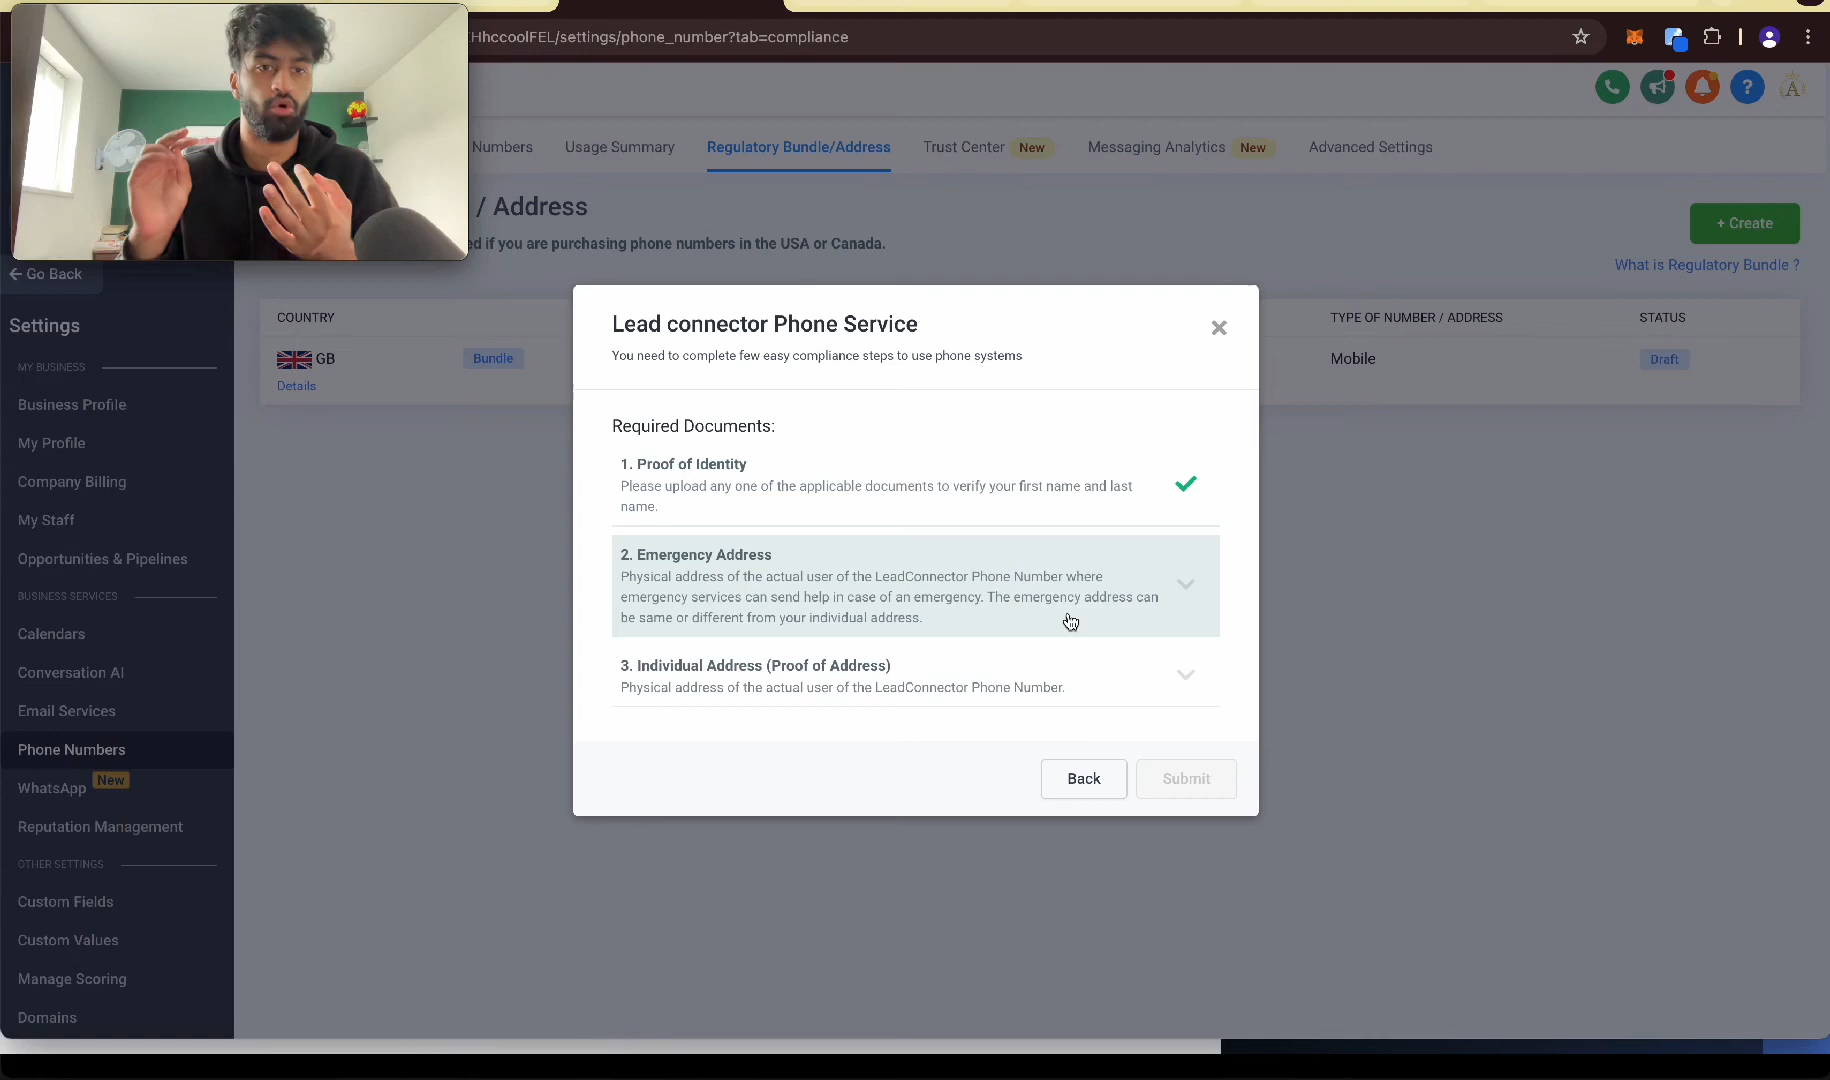 HhccoolFEL/settings/phone_number?tab=compliance
Numbers
Usage Summary
Regulatory Bundle/Address
Trust Center
New
Messaging Analytics
New
Advanced Settings
/ Address
+ Create
if you are purchasing phone numbers in the USA or Canada.
What is Regulatory Bundle ?
Go Back
Settings
MY BUSINESS
Business Profile
My Profile
Company Billing
My Staff
Opportunities & Pipelines
BUSINESS SERVICES
Calendars
Conversation AI
Email Services
Phone Numbers
WhatsApp
New
Reputation Management
OTHER SETTINGS
Custom Fields
Custom Values
Manage Scoring
Domains
COUNTRY
TYPE OF NUMBER / ADDRESS
STATUS
GB
Bundle
Mobile
Draft
Details
Lead connector Phone Service
You need to complete few easy compliance steps to use phone systems
Required Documents:
1. Proof of Identity
Please upload any one of the applicable documents to verify your first name and last
name.
2. Emergency Address
Physical address of the actual user of the LeadConnector Phone Number where
emergency services can send help in case of an emergency. The emergency address can
be same or different from your individual address.
3. Individual Address (Proof of Address)
Physical address of the actual user of the LeadConnector Phone Number.
Back
Submit